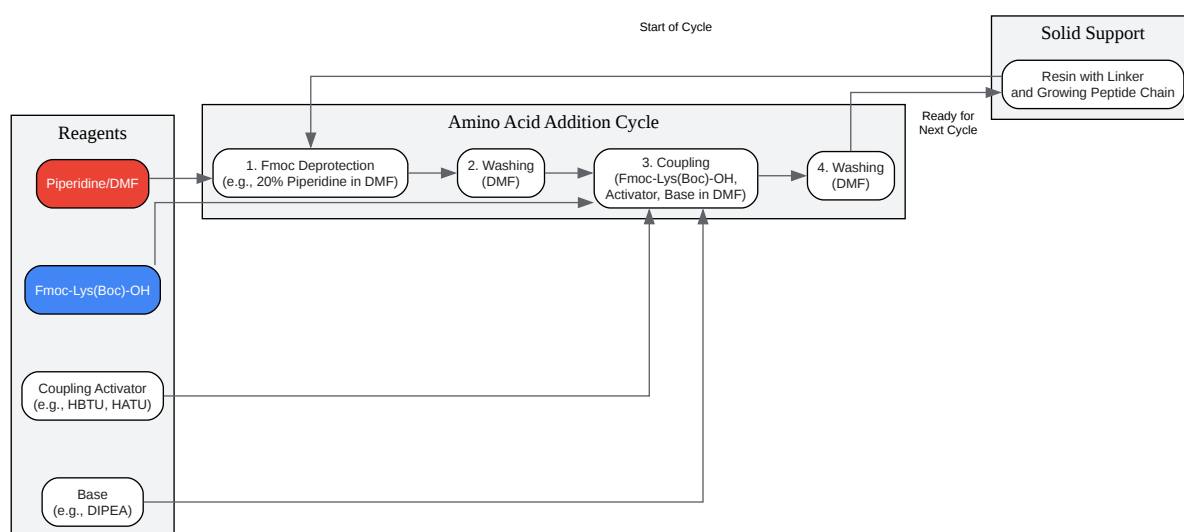 Start of Cycle
Solid Support
Resin with Linker
and Growing Peptide Chain
Ready for
Next Cycle
Reagents
Piperidine/DMF
Fmoc-Lys(Boc)-OH
Coupling Activator
(e.g., HBTU, HATU)
Base
(e.g., DIPEA)
Amino Acid Addition Cycle
1. Fmoc Deprotection
(e.g., 20% Piperidine in DMF)
2. Washing
(DMF)
3. Coupling
(Fmoc-Lys(Boc)-OH,
Activator, Base in DMF)
4. Washing
(DMF)